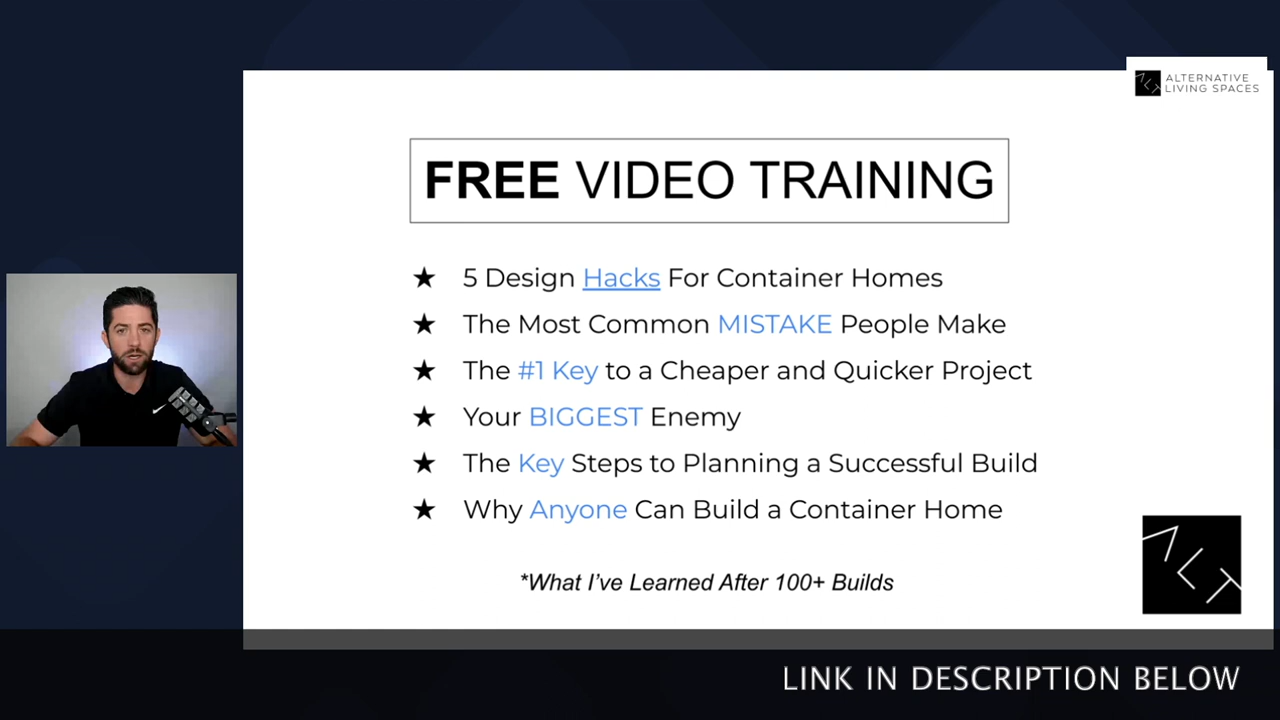 ALTERNATIVE
LIVING SPACES
FREE VIDEO TRAINING
★ 5 Design Hacks For Container Homes
★ The Most Common MISTAKE People Make
★ The #1 Key to a Cheaper and Quicker Project
★ Your BIGGEST Enemy
★ The Key Steps to Planning a Successful Build
★ Why Anyone Can Build a Container Home
*What I've Learned After 100+ Builds
LINK IN DESCRIPTION BELOW